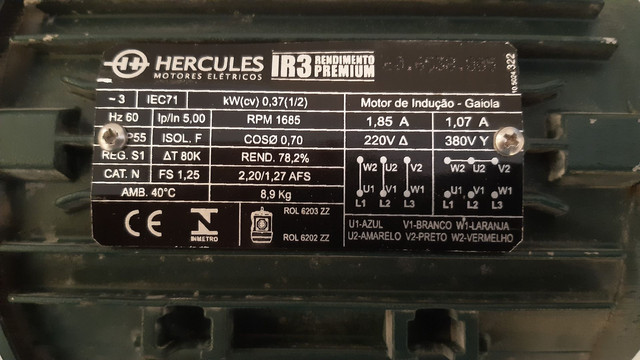 HERCULES
MOTORES ELÉTRICOS
IR3 RENDIMENTO PREMIUM
10.5024.322
~3 IEC71 kW(cv) 0,37(1/2)
Hz 60 Ip/In 5,00 RPM 1685
P55 ISOL. F COSØ 0,70
REG. S1 ΔT 80K REND. 78,2%
CAT. N FS 1,25 2,20/1,27 AFS
AMB. 40°C 8,9 Kg
CE INMETRO
ROL 6203 ZZ
ROL 6202 ZZ
Motor de Indução - Gaiola
1,85 A 1,07 A
220V Δ 380V Y
W2 U2 V2 W2 U2 V2
U1 V1 W1 U1 V1 W1
L1 L2 L3 L1 L2 L3
U1-AZUL V1-BRANCO W1-LARANJA
U2-AMARELO V2-PRETO W2-VERMELHO